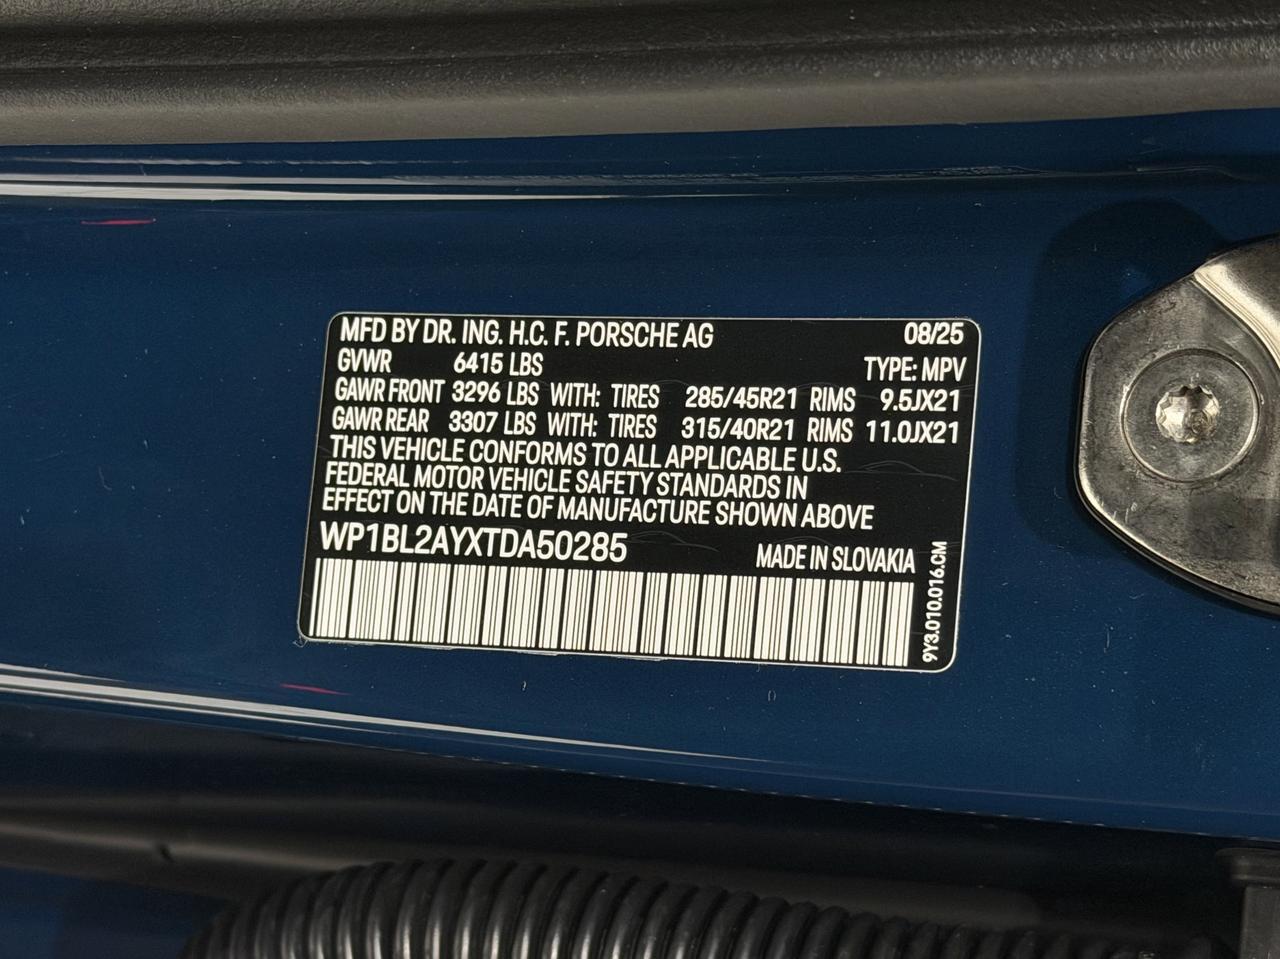 MFD BY DR. ING. H.C. F. PORSCHE AG 08/25
GVWR 6415 LBS TYPE: MPV
GAWR FRONT 3296 LBS WITH: TIRES 285/45R21 RIMS 9.5JX21
GAWR REAR 3307 LBS WITH: TIRES 315/40R21 RIMS 11.0JX21
THIS VEHICLE CONFORMS TO ALL APPLICABLE U.S.
FEDERAL MOTOR VEHICLE SAFETY STANDARDS IN
EFFECT ON THE DATE OF MANUFACTURE SHOWN ABOVE
WP1BL2AYXTDA50285 MADE IN SLOVAKIA
9Y3.010.016.CM